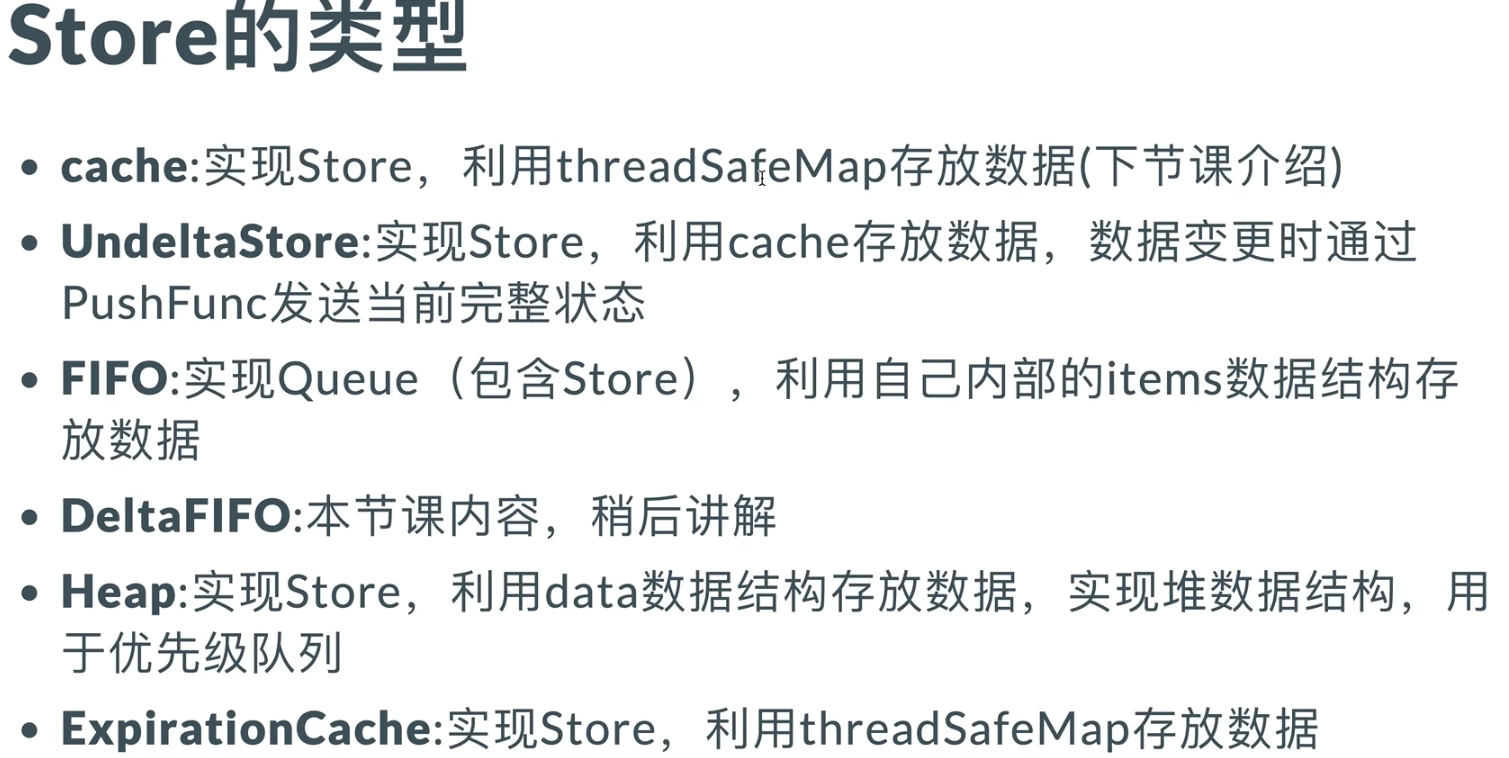 Store的类型
• cache:实现Store，利用threadSafeMap存放数据(下节课介绍)
• UndeltaStore:实现Store，利用cache存放数据，数据变更时通过
PushFunc发送当前完整状态
• FIFO:实现Queue（包含Store），利用自己内部的items数据结构存
放数据
• DeltaFIFO:本节课内容，稍后讲解
• Heap:实现Store，利用data数据结构存放数据，实现堆数据结构，用
于优先级队列
• ExpirationCache:实现Store，利用threadSafeMap存放数据